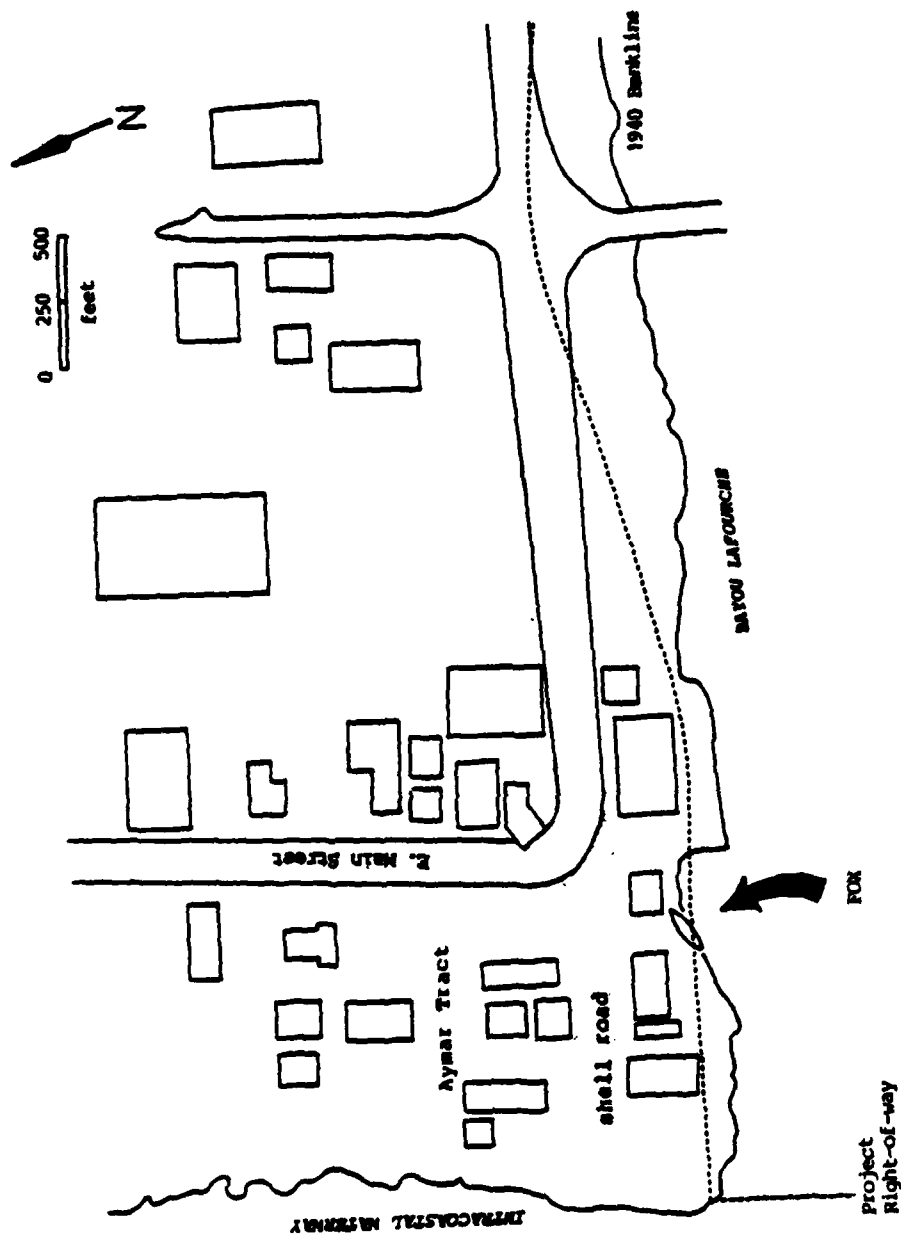 N
0 250 500
feet
1940 Bankline
BAYOU LAFOURCHE
E. Main Street
Aymar Tract
shell road
FOX
INTRACOASTAL WATERWAY
Project
Right-of-way